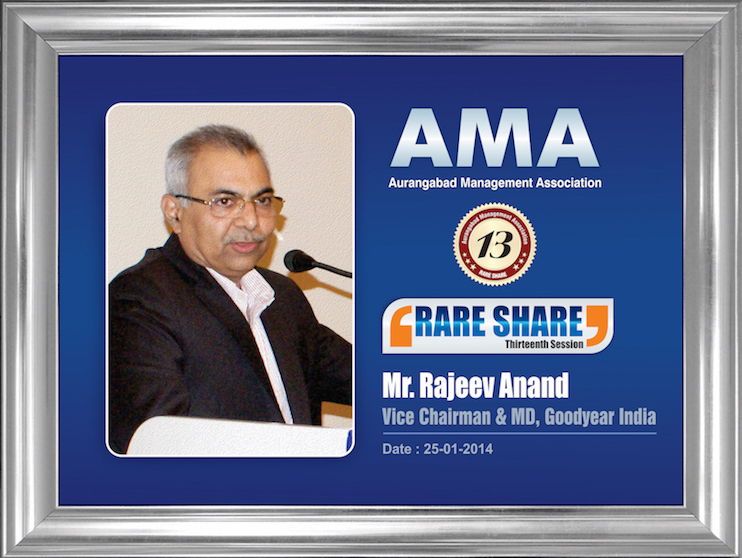 AMA
Aurangabad Management Association
Aurangabad Management Association
13
RARE SHARE
RARE SHARE
Thirteenth Session
Mr. Rajeev Anand
Vice Chairman & MD, Goodyear India
Date : 25-01-2014